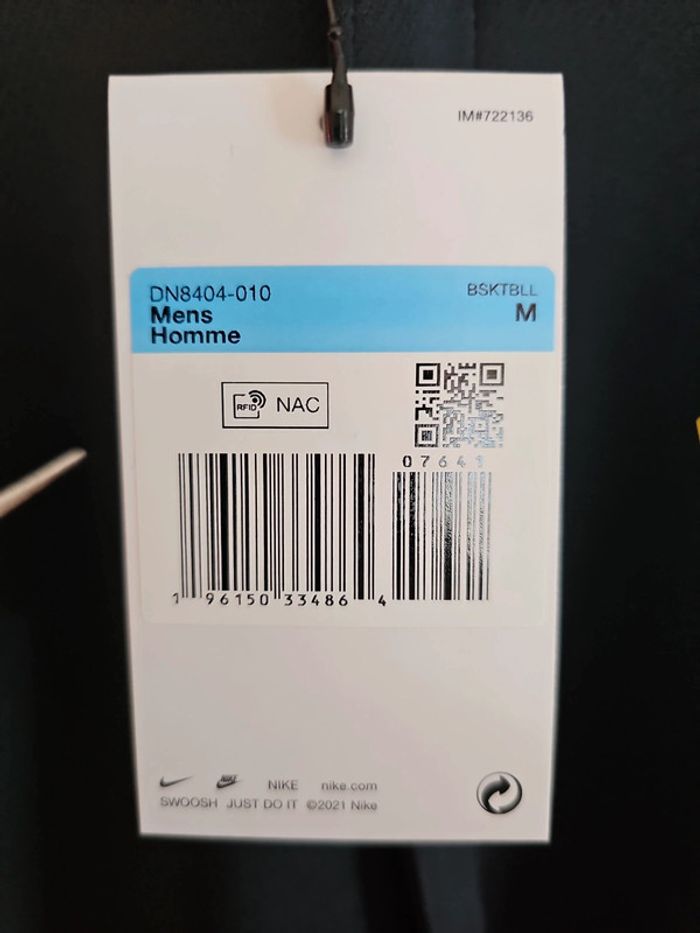 IM#722136
DN8404-010
BSKTBLL
Mens
M
Homme
RFID NAC
07641
1 96150 33486 4
NIKE nike.com
SWOOSH JUST DO IT ©2021 Nike